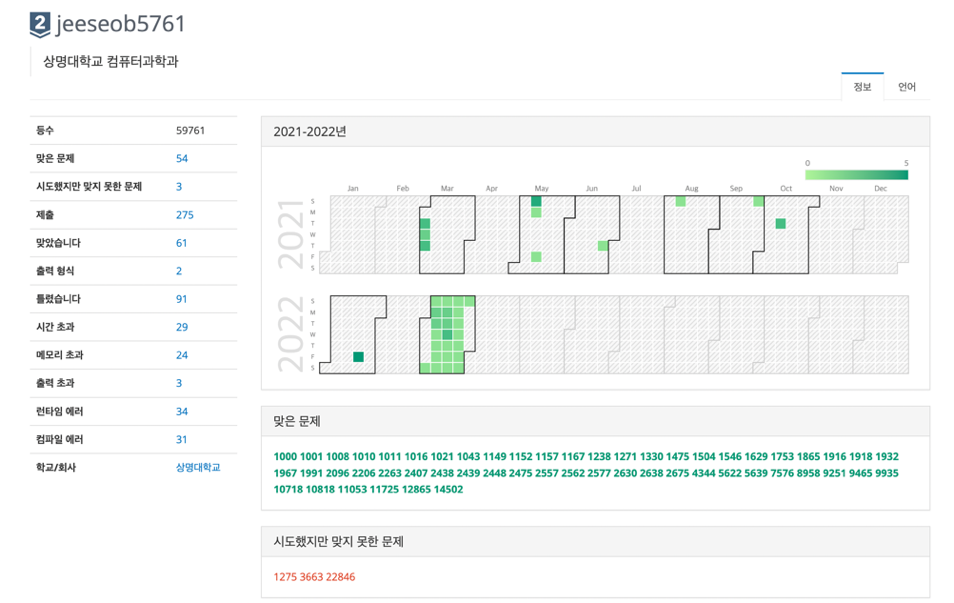 2 jeeseob5761
상명대학교 컴퓨터과학과
정보 언어
등수 59761
맞은 문제 54
시도했지만 맞지 못한 문제 3
제출 275
맞았습니다 61
출력 형식 2
틀렸습니다 91
시간 초과 29
메모리 초과 24
출력 초과 3
런타임 에러 34
컴파일 에러 31
학교/회사 상명대학교
2021-2022년
0 5
Jan Feb Mar Apr May Jun Jul Aug Sep Oct Nov Dec
2021
S
M
T
W
T
F
S
2022
S
M
T
W
T
F
S
맞은 문제
1000 1001 1008 1010 1011 1016 1021 1043 1149 1152 1157 1167 1238 1271 1330 1475 1504 1546 1629 1753 1865 1916 1918 1932
1967 1991 2096 2206 2263 2407 2438 2439 2448 2475 2557 2562 2577 2630 2638 2675 4344 5622 5639 7576 8958 9251 9465 9935
10718 10818 11053 11725 12865 14502
시도했지만 맞지 못한 문제
1275 3663 22846